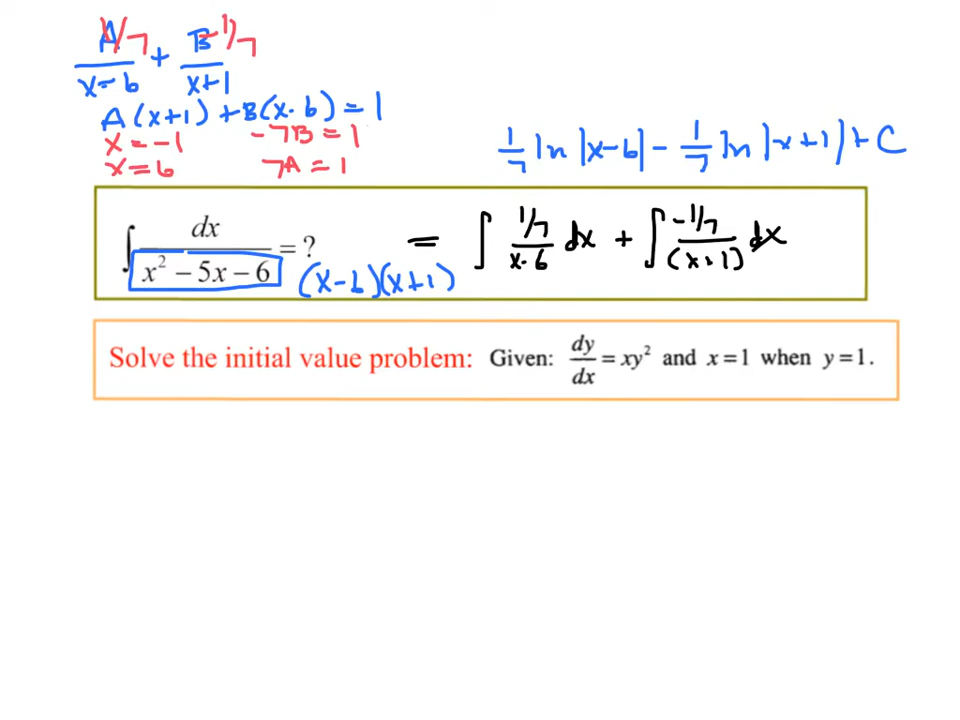 A 1/7 / (x-6) + B -1/7 / (x+1)
A(x+1) + B(x-6) = 1
x = -1    -7B = 1
x = 6    7A = 1
1/7 ln |x-6| - 1/7 ln |x+1| + C
∫ dx / (x² - 5x - 6) = ? (x-6)(x+1) = ∫ (1/7)/(x-6) dx + ∫ (-1/7)/(x+1) dx
Solve the initial value problem: Given: dy/dx = xy² and x = 1 when y = 1.